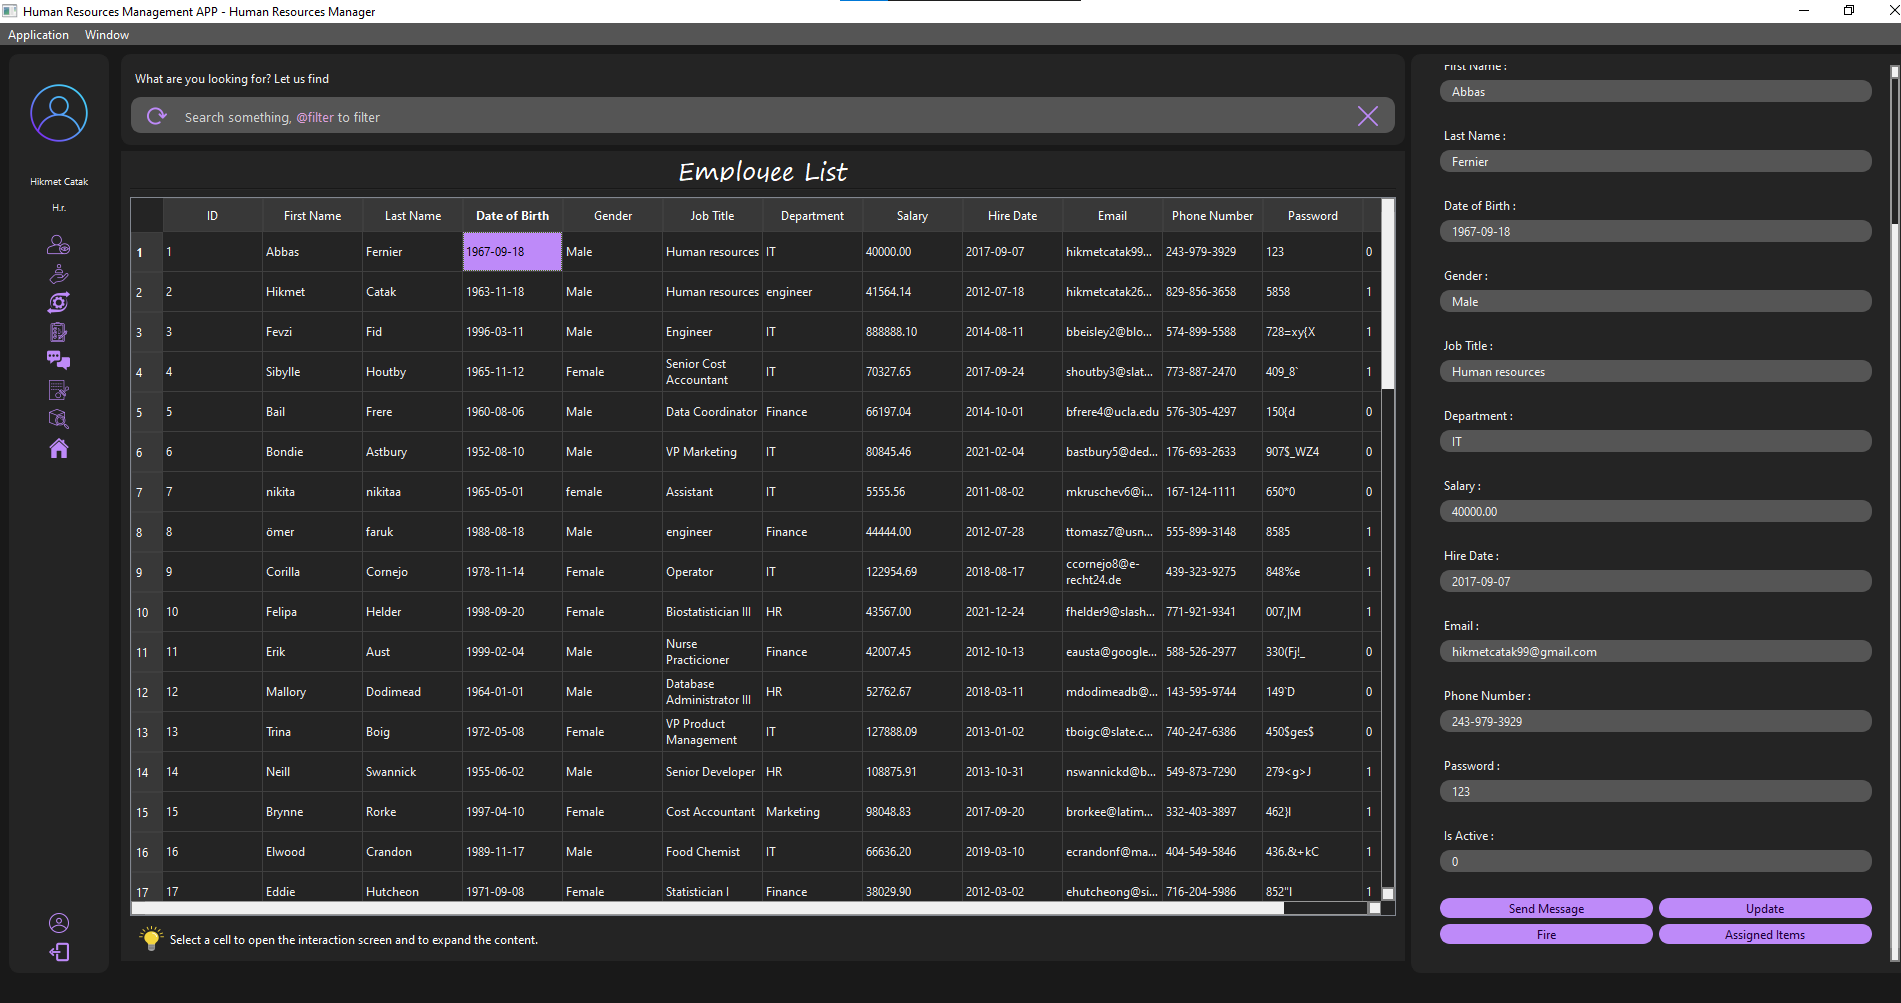 Human Resources Management APP - Human Resources Manager
Application Window
Hikmet Catak
H.r.
What are you looking for? Let us find
Search something, @filter to filter
Employee List
ID First Name Last Name Date of Birth Gender Job Title Department Salary Hire Date Email Phone Number Password
1 1 Abbas Fernier 1967-09-18 Male Human resources IT 40000.00 2017-09-07 hikmetcatak99... 243-979-3929 123 0
2 2 Hikmet Catak 1963-11-18 Male Human resources engineer 41564.14 2012-07-18 hikmetcatak26... 829-856-3658 5858 1
3 3 Fevzi Fid 1996-03-11 Male Engineer IT 888888.10 2014-08-11 bbeisley2@blo... 574-899-5588 728=xy{X 1
4 4 Sibylle Houtby 1965-11-12 Female Senior Cost Accountant IT 70327.65 2017-09-24 shoutby3@slat... 773-887-2470 409_8` 1
5 5 Bail Frere 1960-08-06 Male Data Coordinator Finance 66197.04 2014-10-01 bfrere4@ucla.edu 576-305-4297 150{d 0
6 6 Bondie Astbury 1952-08-10 Male VP Marketing IT 80845.46 2021-02-04 bastbury5@ded... 176-693-2633 907$_WZ4 0
7 7 nikita nikitaa 1965-05-01 female Assistant IT 5555.56 2011-08-02 mkruschev6@i... 167-124-1111 650*0 0
8 8 ömer faruk 1988-08-18 Male engineer Finance 44444.00 2012-07-28 ttomasz7@usn... 555-899-3148 8585 1
9 9 Corilla Cornejo 1978-11-14 Female Operator IT 122954.69 2018-08-17 ccornejo8@e-recht24.de 439-323-9275 848%e 1
10 10 Felipa Helder 1998-09-20 Female Biostatistician III HR 43567.00 2021-12-24 fhelder9@slash... 771-921-9341 007,|M 1
11 11 Erik Aust 1999-02-04 Male Nurse Practicioner Finance 42007.45 2012-10-13 eausta@google... 588-526-2977 330(Fj!_ 0
12 12 Mallory Dodimead 1964-01-01 Male Database Administrator III HR 52762.67 2018-03-11 mdodimeadb@... 143-595-9744 149`D 0
13 13 Trina Boig 1972-05-08 Female VP Product Management IT 127888.09 2013-01-02 tboigc@slate.c... 740-247-6386 450$ges$ 0
14 14 Neill Swannick 1955-06-02 Male Senior Developer HR 108875.91 2013-10-31 nswannickd@b... 549-873-7290 279<g>J 1
15 15 Brynne Rorke 1997-04-10 Female Cost Accountant Marketing 98048.83 2017-09-20 brorkee@latim... 332-403-3897 462}I 1
16 16 Elwood Crandon 1989-11-17 Male Food Chemist IT 66636.20 2019-03-10 ecrandonf@ma... 404-549-5846 436.&+kC 1
17 17 Eddie Hutcheon 1971-09-08 Female Statistician I Finance 38029.90 2012-03-02 ehutcheong@si... 716-204-5986 852"I 1
Select a cell to open the interaction screen and to expand the content.
First Name :
Abbas
Last Name :
Fernier
Date of Birth :
1967-09-18
Gender :
Male
Job Title :
Human resources
Department :
IT
Salary :
40000.00
Hire Date :
2017-09-07
Email :
hikmetcatak99@gmail.com
Phone Number :
243-979-3929
Password :
123
Is Active :
0
Send Message Update
Fire Assigned Items